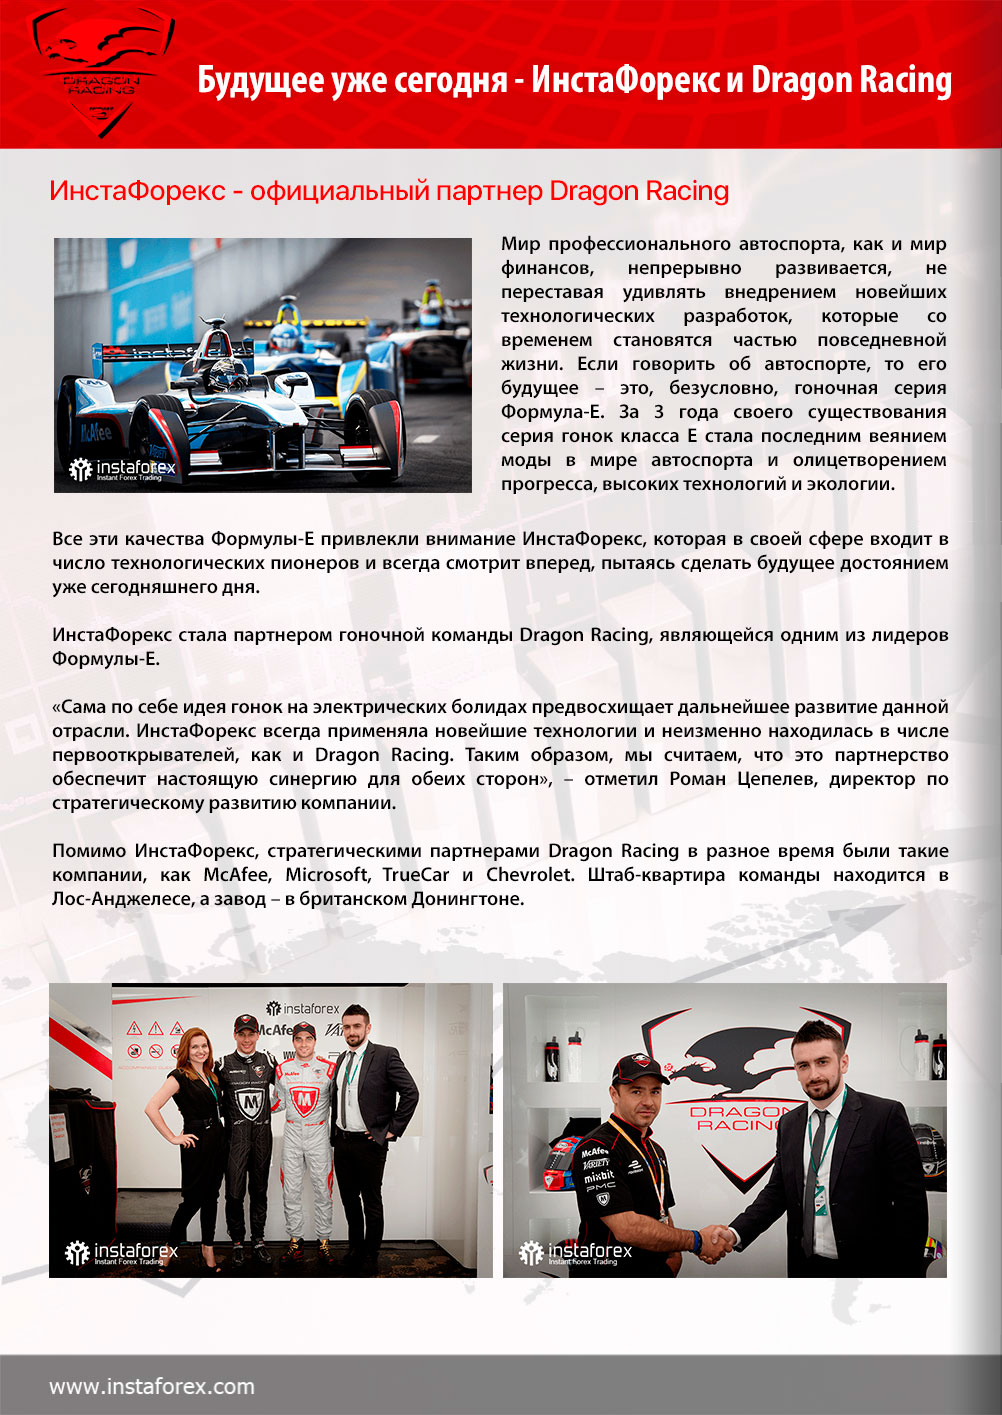 DRAGON
RACING
Будущее уже сегодня - ИнстаФорекс и Dragon Racing
ИнстаФорекс - официальный партнер Dragon Racing
Мир профессионального автоспорта, как и мир
финансов, непрерывно развивается, не
переставая удивлять внедрением новейших
технологических разработок, которые со
временем становятся частью повседневной
жизни. Если говорить об автоспорте, то его
будущее – это, безусловно, гоночная серия
Формула-Е. За 3 года своего существования
серия гонок класса Е стала последним веянием
моды в мире автоспорта и олицетворением
прогресса, высоких технологий и экологии.
instaforex
McAfee
instaforex
Instant Forex Trading
Все эти качества Формулы-Е привлекли внимание ИнстаФорекс, которая в своей сфере входит в
число технологических пионеров и всегда смотрит вперед, пытаясь сделать будущее достоянием
уже сегодняшнего дня.
ИнстаФорекс стала партнером гоночной команды Dragon Racing, являющейся одним из лидеров
Формулы-Е.
«Сама по себе идея гонок на электрических болидах предвосхищает дальнейшее развитие данной
отрасли. ИнстаФорекс всегда применяла новейшие технологии и неизменно находилась в числе
первооткрывателей, как и Dragon Racing. Таким образом, мы считаем, что это партнерство
обеспечит настоящую синергию для обеих сторон», – отметил Роман Цепелев, директор по
стратегическому развитию компании.
Помимо ИнстаФорекс, стратегическими партнерами Dragon Racing в разное время были такие
компании, как McAfee, Microsoft, TrueCar и Chevrolet. Штаб-квартира команды находится в
Лос-Анджелесе, а завод – в британском Донингтоне.
instaforex
McAfee
instaforex
Instant Forex Trading
DRAGON
RACING
McAfee
VARIETY
mixbit
PMC
instaforex
Instant Forex Trading
www.instaforex.com